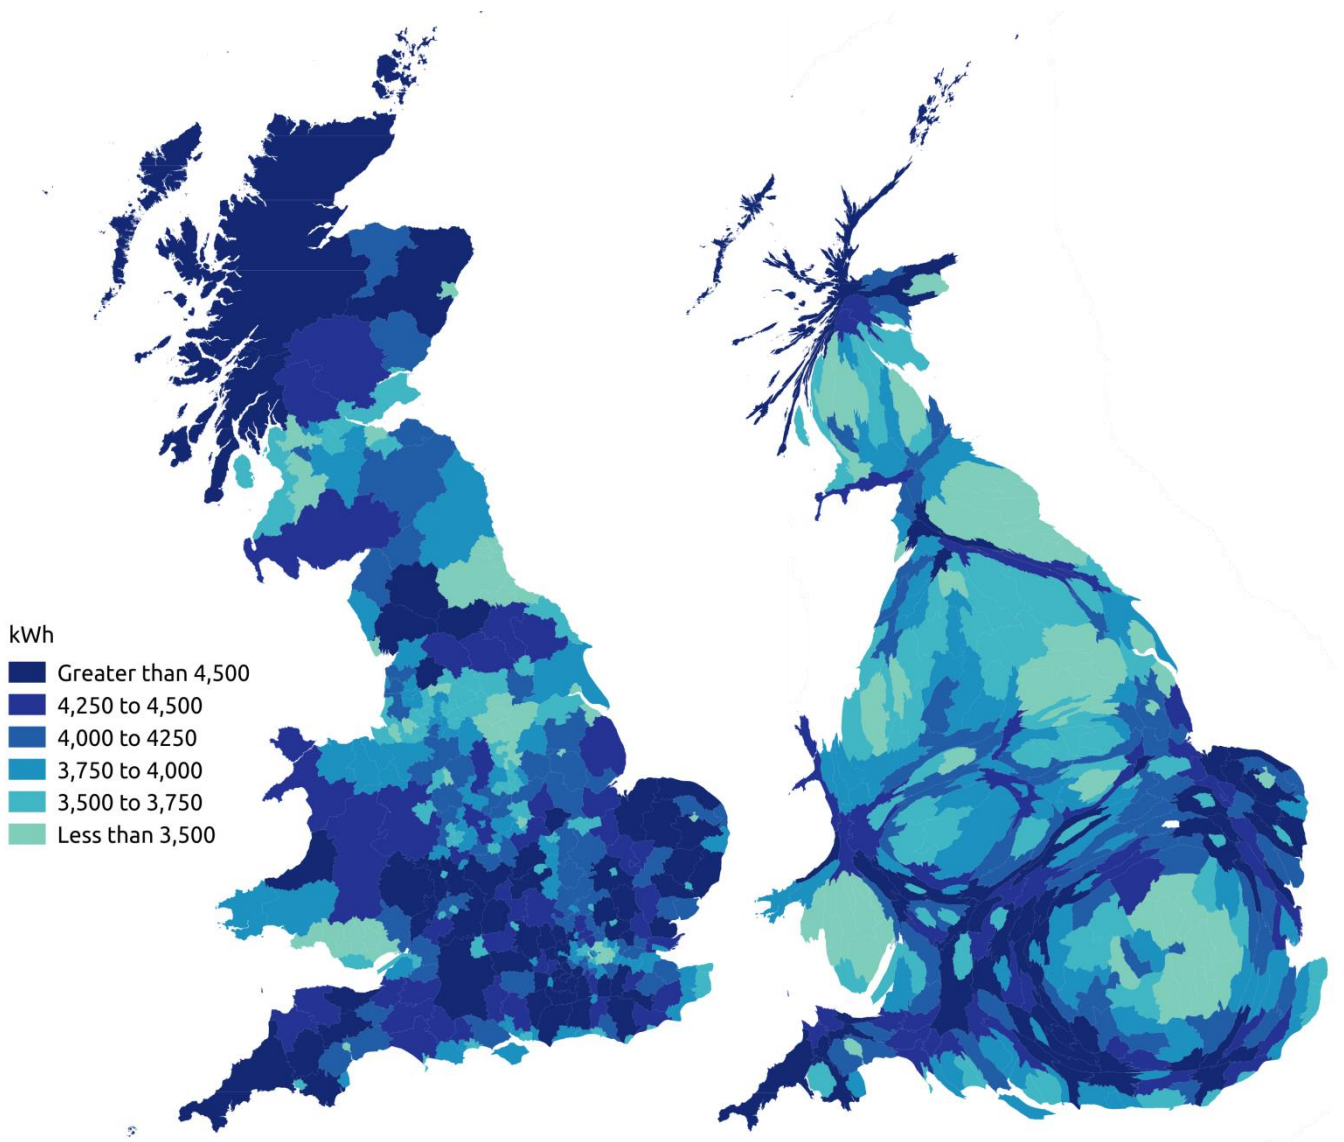 kWh
Greater than 4,500
4,250 to 4,500
4,000 to 4250
3,750 to 4,000
3,500 to 3,750
Less than 3,500